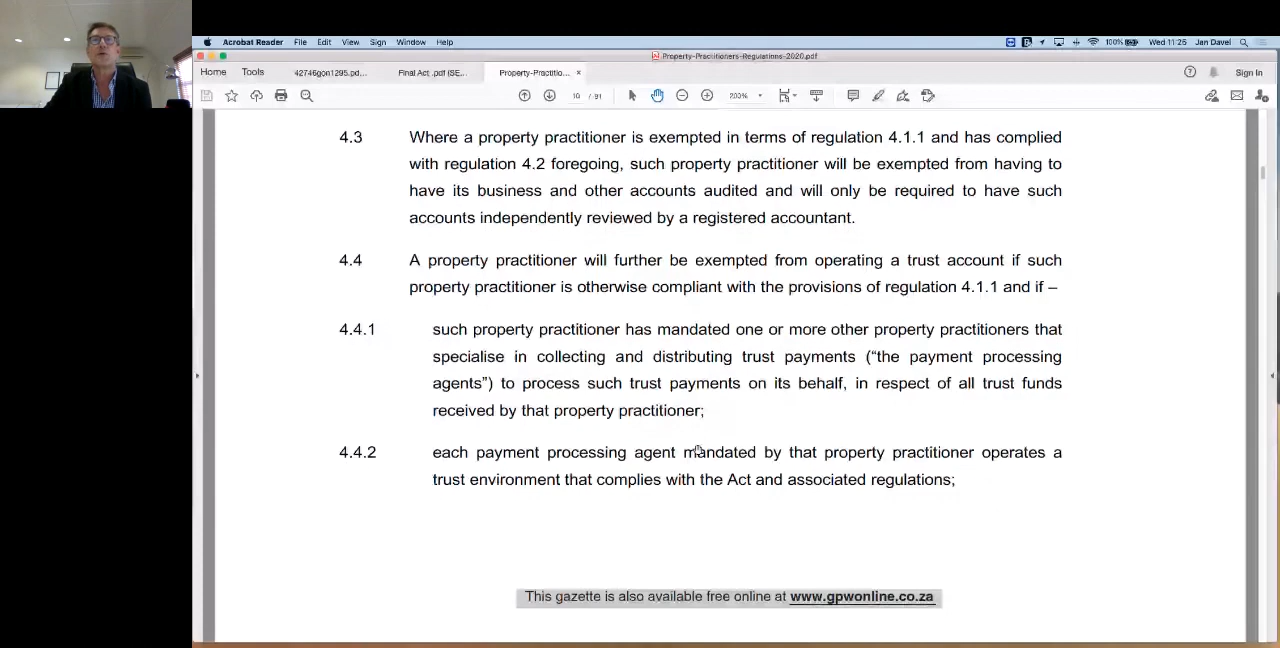 Acrobat Reader File Edit View Sign Window Help 100% Wed 11:25 Jan Davel
Property-Practitioners-Regulations-2020.pdf
Home Tools 42746gon1295.pd... Final Act .pdf (SE... Property-Practitio... × Sign In
/ 91 200%
4.3 Where a property practitioner is exempted in terms of regulation 4.1.1 and has complied
with regulation 4.2 foregoing, such property practitioner will be exempted from having to
have its business and other accounts audited and will only be required to have such
accounts independently reviewed by a registered accountant.
4.4 A property practitioner will further be exempted from operating a trust account if such
property practitioner is otherwise compliant with the provisions of regulation 4.1.1 and if –
4.4.1 such property practitioner has mandated one or more other property practitioners that
specialise in collecting and distributing trust payments (“the payment processing
agents”) to process such trust payments on its behalf, in respect of all trust funds
received by that property practitioner;
4.4.2 each payment processing agent mandated by that property practitioner operates a
trust environment that complies with the Act and associated regulations;
This gazette is also available free online at www.gpwonline.co.za